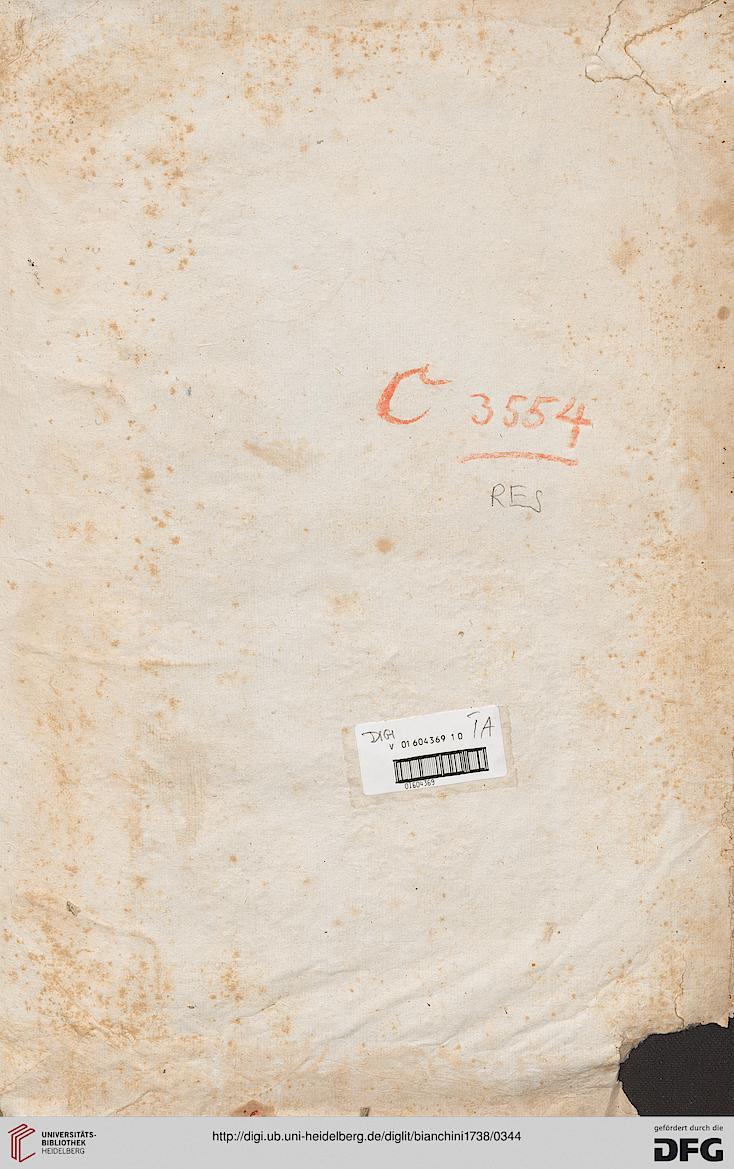 C 3554
RES
DIGI TA
V 01604369 10
01604369
UNIVERSITÄTS-
BIBLIOTHEK
HEIDELBERG
http://digi.ub.uni-heidelberg.de/diglit/bianchini1738/0344
gefördert durch die
DFG